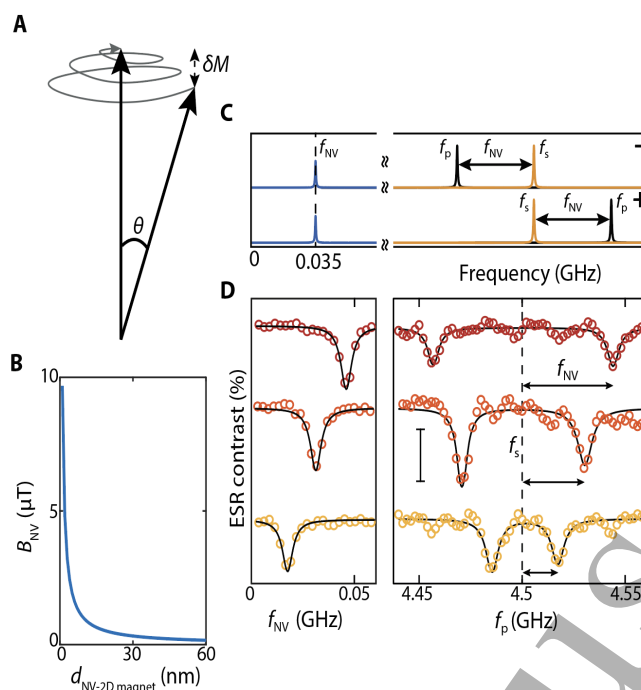 A
δM
θ
B
10
5
0
B_NV (μT)
0 30 60
d_NV-2D magnet (nm)
C
f_NV
f_p f_NV f_s
-
≈ ≈
f_s f_NV f_p
+
≈ ≈
0 0.035
Frequency (GHz)
D
ESR contrast (%)
f_NV
f_s
0.05
f_NV (GHz)
4.45 4.5 4.55
f_p (GHz)